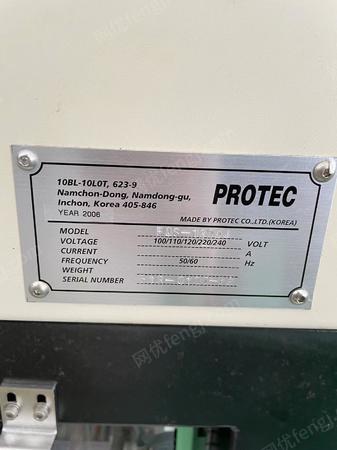 10BL-10L0T, 623-9
Namchon-Dong, Namdong-gu,
Inchon, Korea 405-846
YEAR 2006
PROTEC
MADE BY PROTEC CO.,LTD.(KOREA)
MODEL
VOLTAGE 100/110/120/220/240 VOLT
CURRENT A
FREQUENCY 50/60 Hz
WEIGHT
SERIAL NUMBER